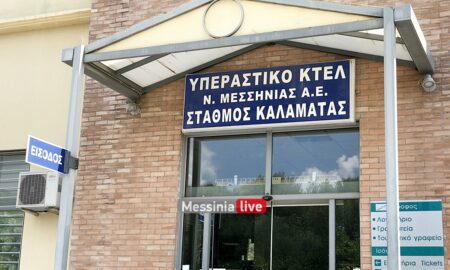 ΥΠΕΡΑΣΤΙΚΟ ΚΤΕΛ
Ν. ΜΕΣΣΗΝΙΑΣ Α.Ε.
ΣΤΑΘΜΟΣ ΚΑΛΑΜΑΤΑΣ
ΕΙΣΟΔΟΣ
Messinia live
Tickets